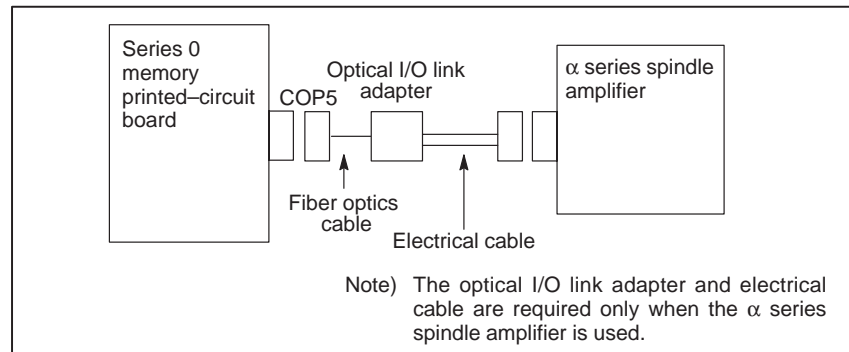 Series 0
memory
printed–circuit
board
COP5
Optical I/O link
adapter
α series spindle
amplifier
Fiber optics
cable
Electrical cable
Note) The optical I/O link adapter and electrical
cable are required only when the α series
spindle amplifier is used.